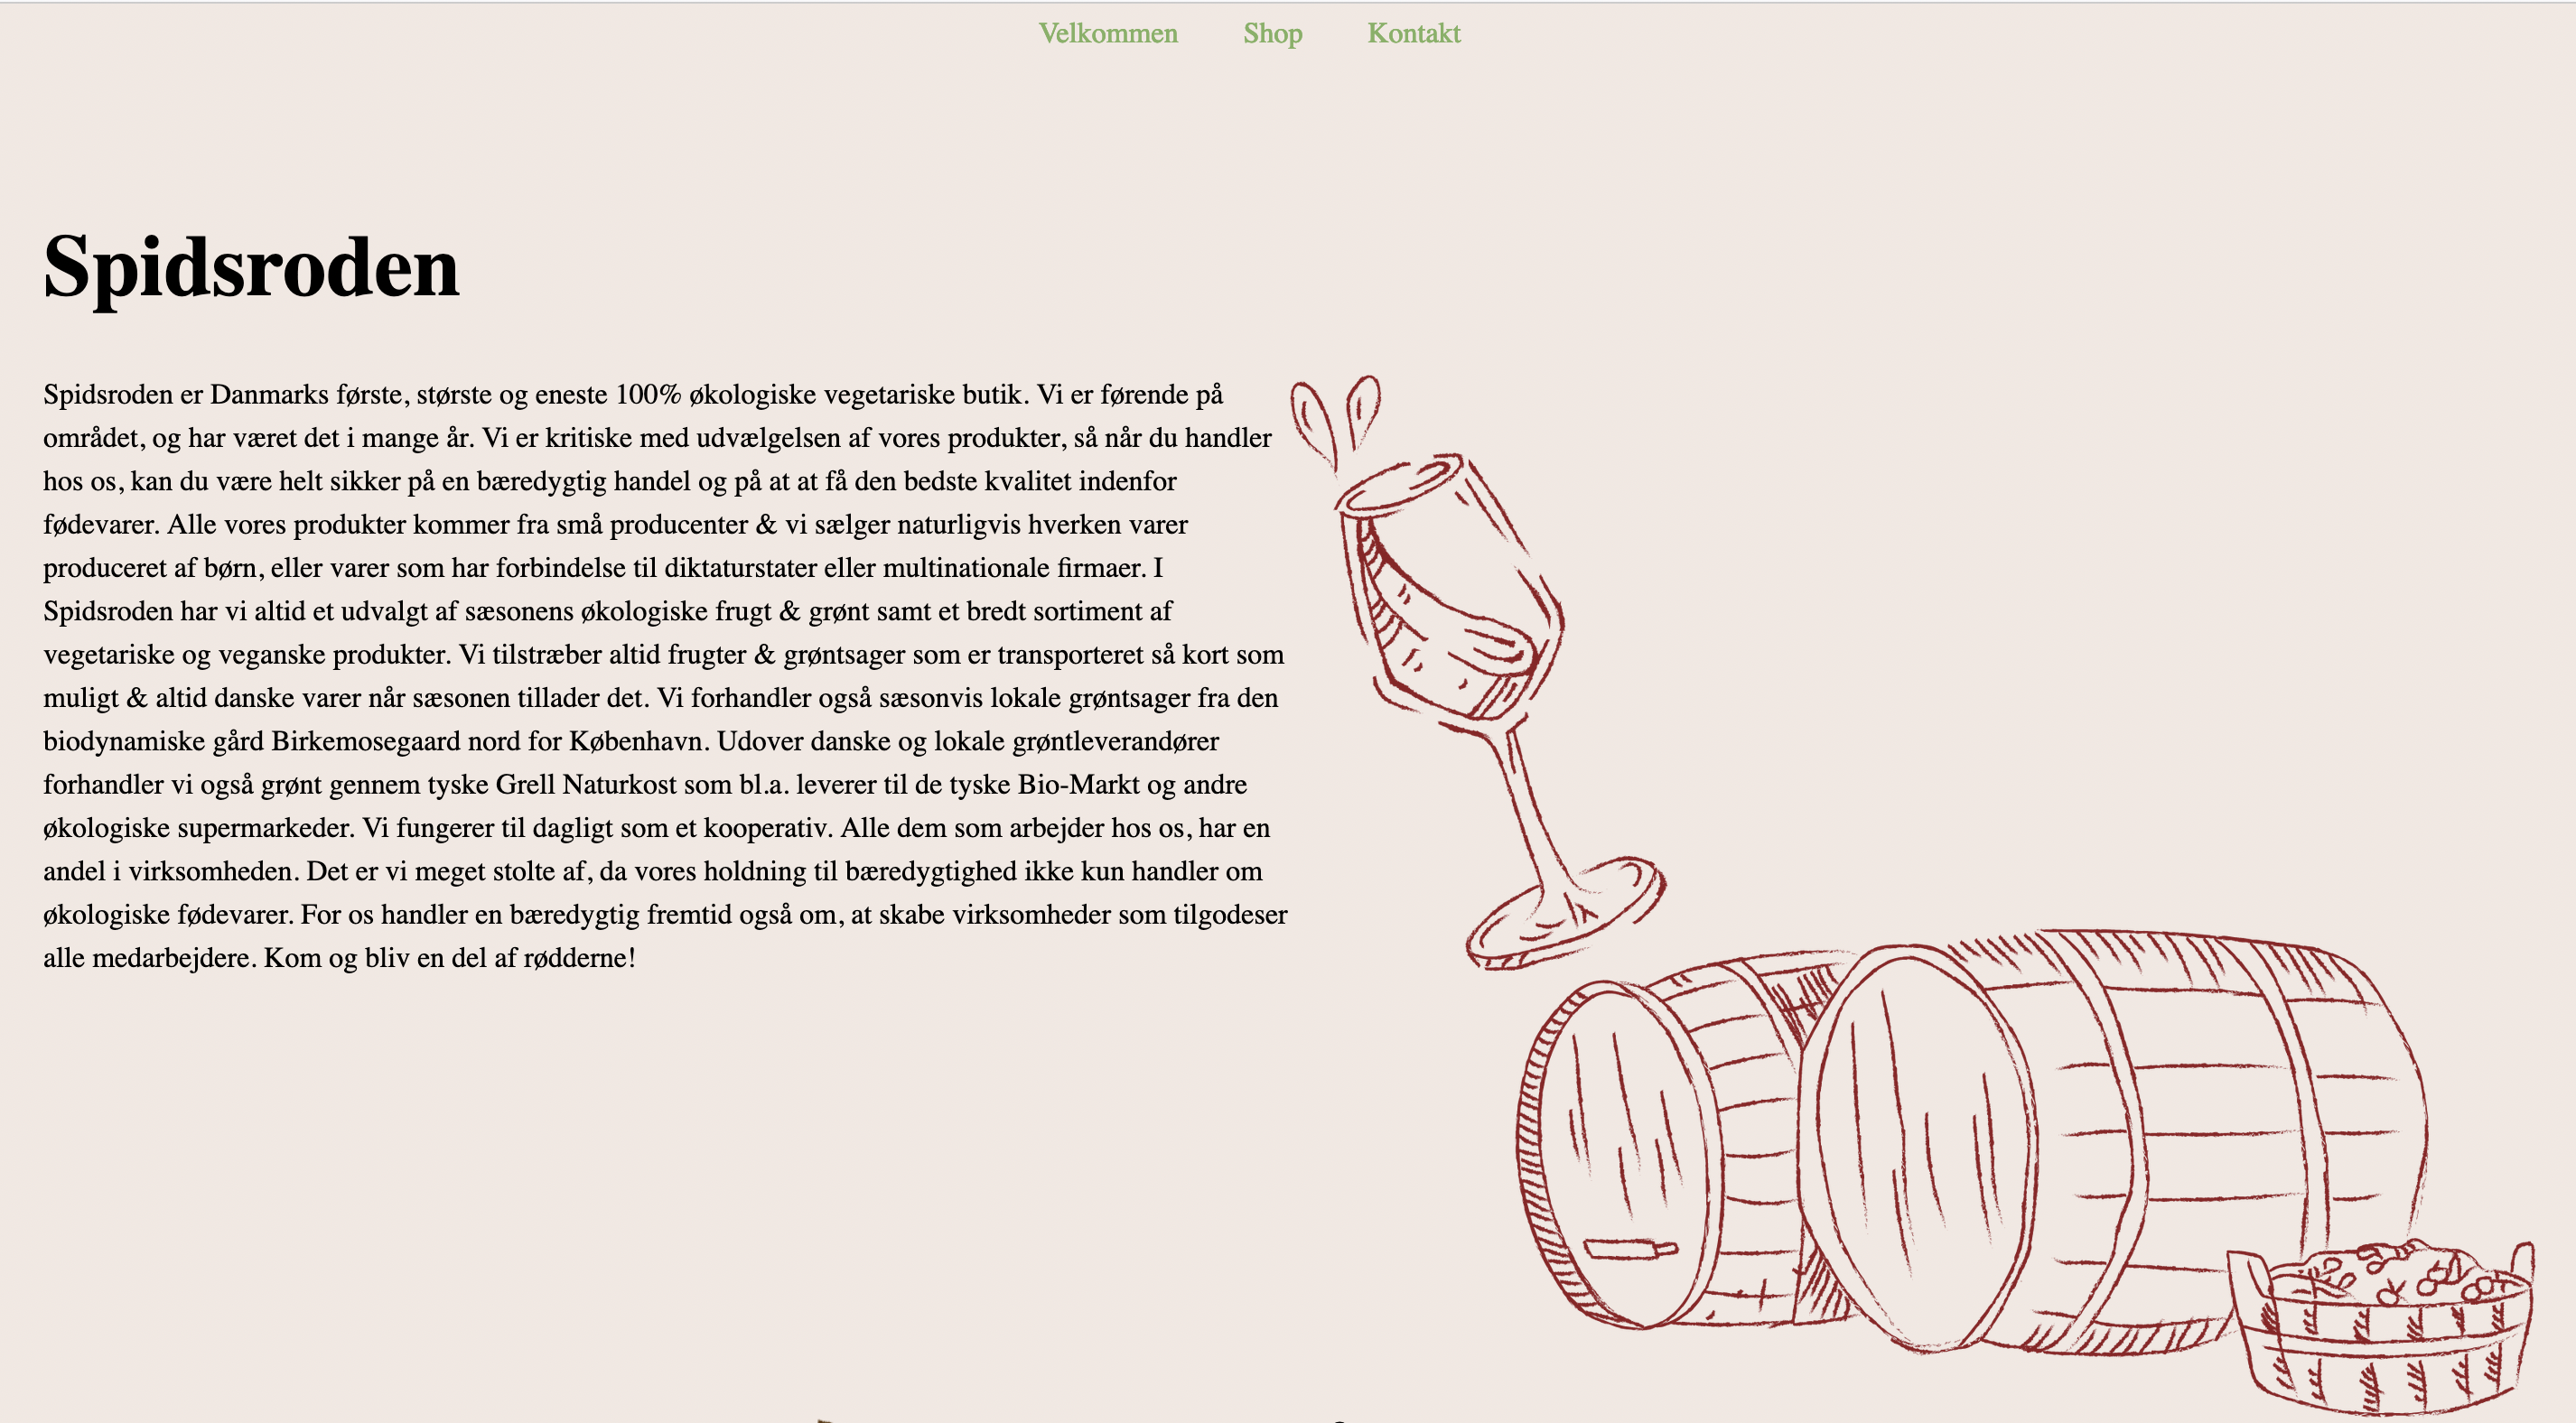 Velkommen Shop Kontakt
Spidsroden
Spidsroden er Danmarks første, største og eneste 100% økologiske vegetariske butik. Vi er førende på
området, og har været det i mange år. Vi er kritiske med udvælgelsen af vores produkter, så når du handler
hos os, kan du være helt sikker på en bæredygtig handel og på at at få den bedste kvalitet indenfor
fødevarer. Alle vores produkter kommer fra små producenter & vi sælger naturligvis hverken varer
produceret af børn, eller varer som har forbindelse til diktaturstater eller multinationale firmaer. I
Spidsroden har vi altid et udvalgt af sæsonens økologiske frugt & grønt samt et bredt sortiment af
vegetariske og veganske produkter. Vi tilstræber altid frugter & grøntsager som er transporteret så kort som
muligt & altid danske varer når sæsonen tillader det. Vi forhandler også sæsonvis lokale grøntsager fra den
biodynamiske gård Birkemosegaard nord for København. Udover danske og lokale grøntleverandører
forhandler vi også grønt gennem tyske Grell Naturkost som bl.a. leverer til de tyske Bio-Markt og andre
økologiske supermarkeder. Vi fungerer til dagligt som et kooperativ. Alle dem som arbejder hos os, har en
andel i virksomheden. Det er vi meget stolte af, da vores holdning til bæredygtighed ikke kun handler om
økologiske fødevarer. For os handler en bæredygtig fremtid også om, at skabe virksomheder som tilgodeser
alle medarbejdere. Kom og bliv en del af rødderne!